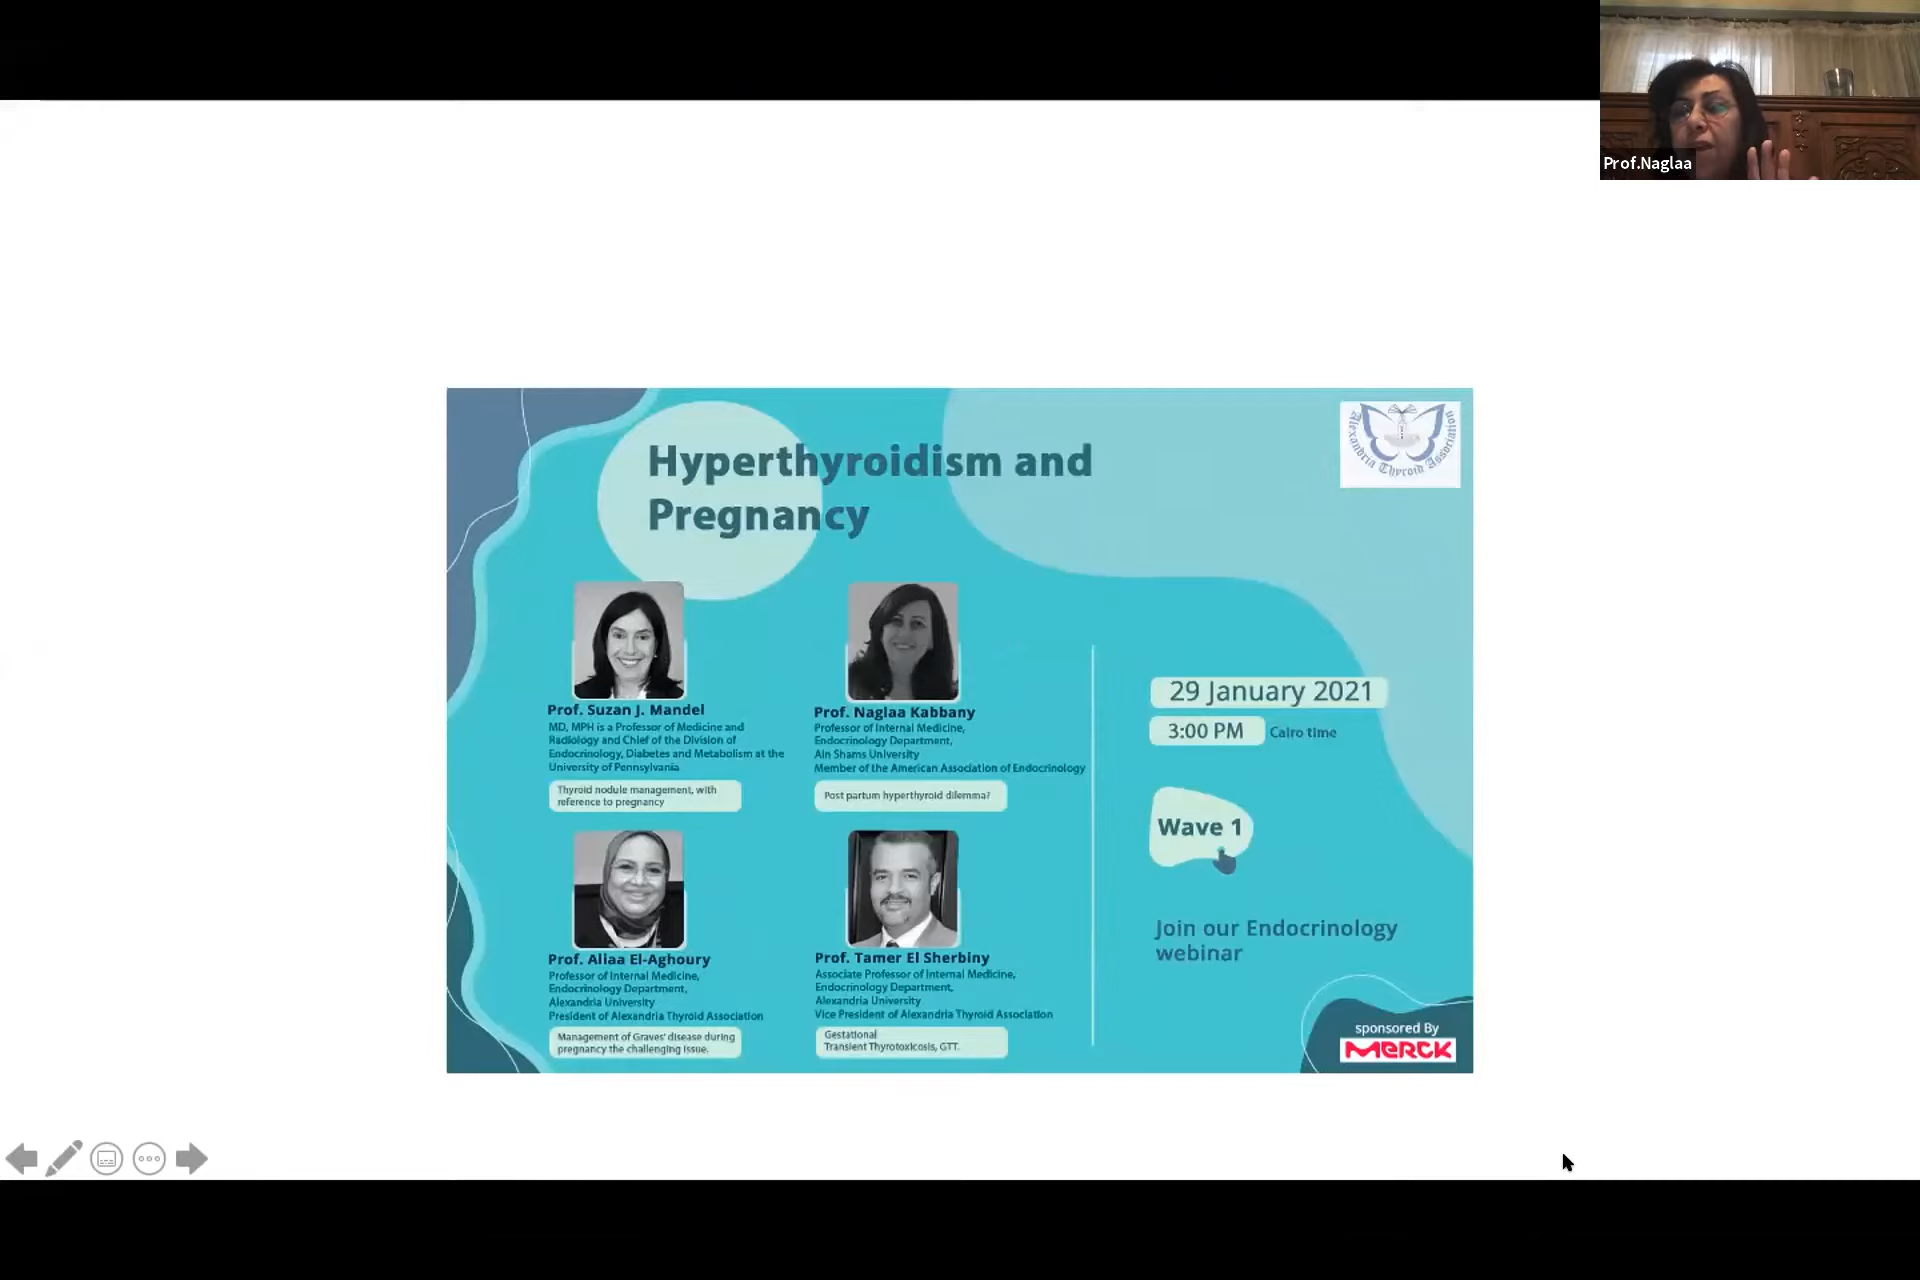 Prof.Naglaa
Hyperthyroidism and
Pregnancy
Alexandria Thyroid Association
Prof. Suzan J. Mandel
MD, MPH is a Professor of Medicine and
Radiology and Chief of the Division of
Endocrinology, Diabetes and Metabolism at the
University of Pennsylvania
Thyroid nodule management, with
reference to pregnancy
Prof. Naglaa Kabbany
Professor of Internal Medicine,
Endocrinology Department,
Ain Shams University
Member of the American Association of Endocrinology
Post partum hyperthyroid dilemma?
Prof. Aliaa El-Aghoury
Professor of Internal Medicine,
Endocrinology Department,
Alexandria University
President of Alexandria Thyroid Association
Management of Graves' disease during
pregnancy the challenging issue.
Prof. Tamer El Sherbiny
Associate Professor of Internal Medicine,
Endocrinology Department,
Alexandria University
Vice President of Alexandria Thyroid Association
Gestational
Transient Thyrotoxicosis, GTT.
29 January 2021
3:00 PM Cairo time
Wave 1
Join our Endocrinology
webinar
sponsored By
MERCK